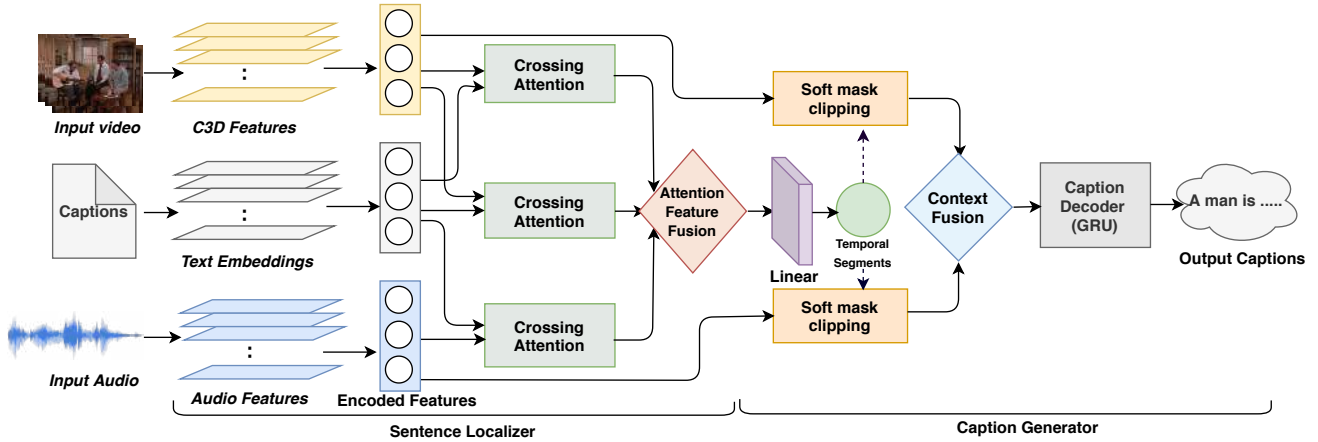 Input video
C3D Features
Crossing
Attention
Soft mask
clipping
Captions
Text Embeddings
Crossing
Attention
Attention
Feature
Fusion
Linear
Temporal
Segments
Context
Fusion
Caption
Decoder
(GRU)
A man is .....
Output Captions
Input Audio
Audio Features
Encoded Features
Crossing
Attention
Soft mask
clipping
Sentence Localizer
Caption Generator